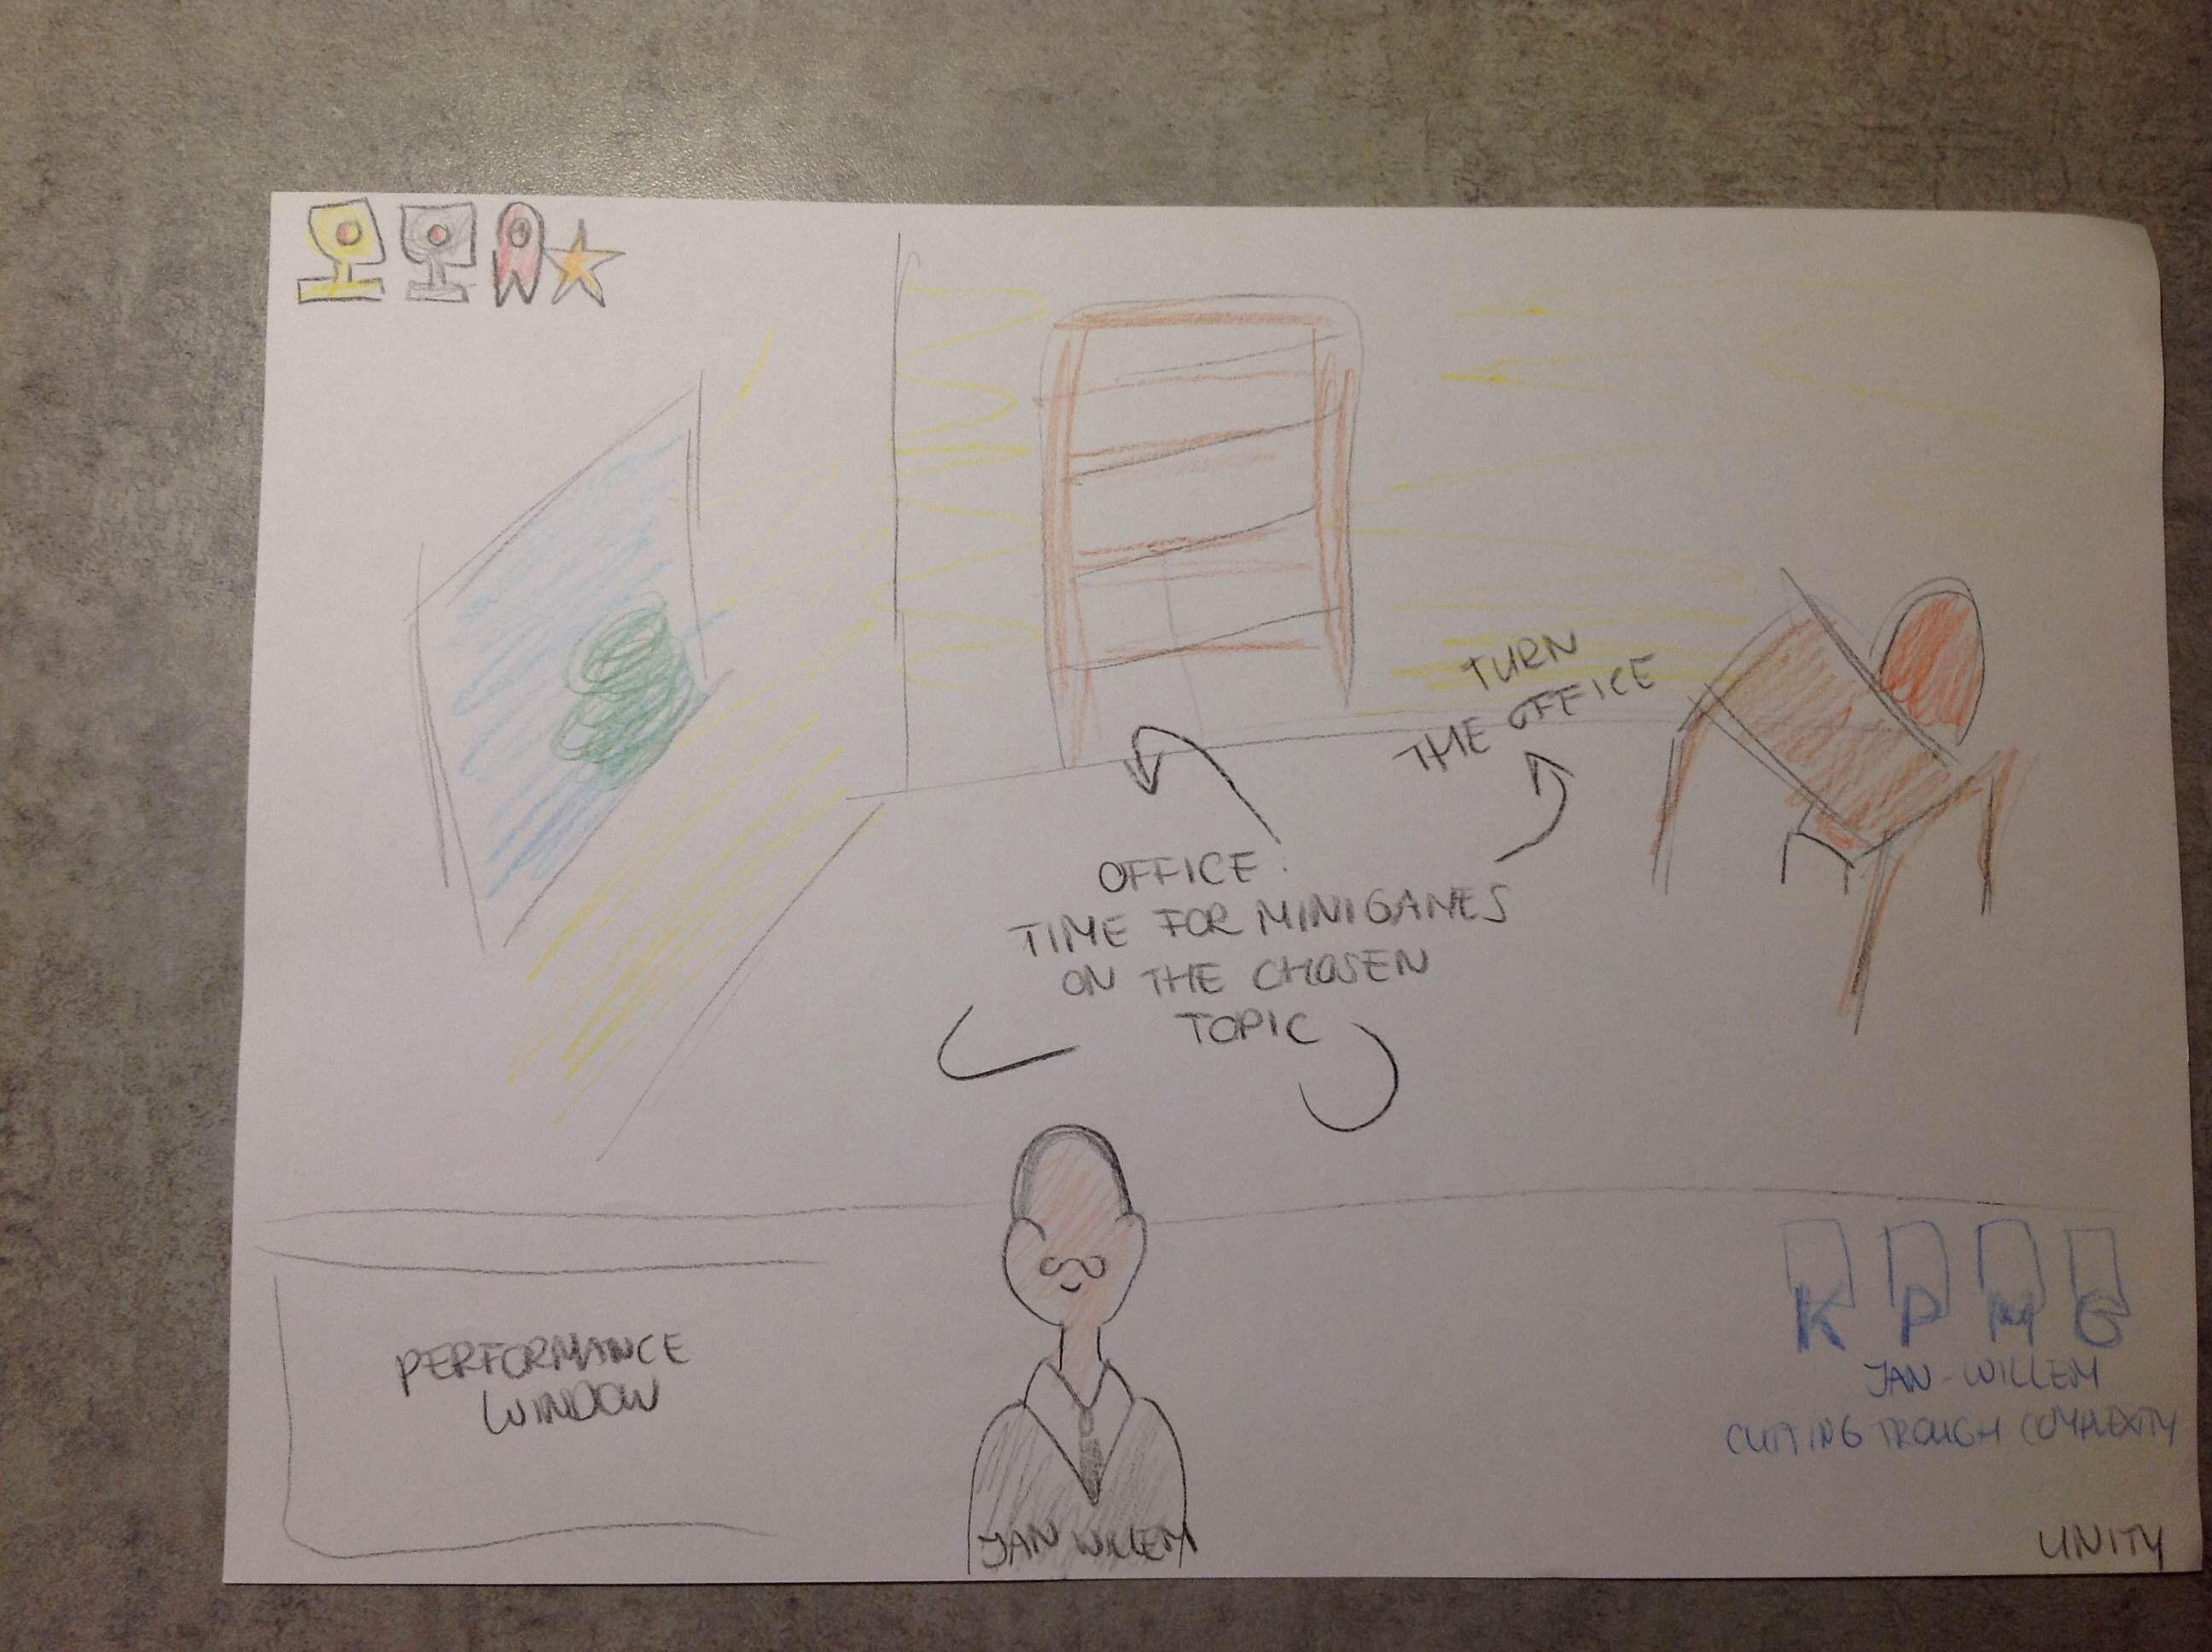 TURN
THE OFFICE
OFFICE:
TIME FOR MINIGAMES
ON THE CHOSEN
TOPIC
PERFORMANCE
WINDOW
JAN WILLEM
KPMG
JAN-WILLEM
CUTTING TROUGH COMPLEXITY
UNITY